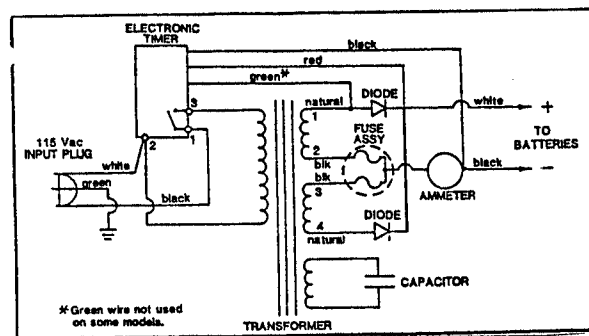 ELECTRONIC
TIMER
black
red
green*
DIODE
natural
white
+
3
1
FUSE
ASSY
TO
BATTERIES
115 Vac
INPUT PLUG
2
1
2
blk
blk
black
−
white
3
AMMETER
green
black
DIODE
4
natural
CAPACITOR
*Green wire not used
on some models.
TRANSFORMER